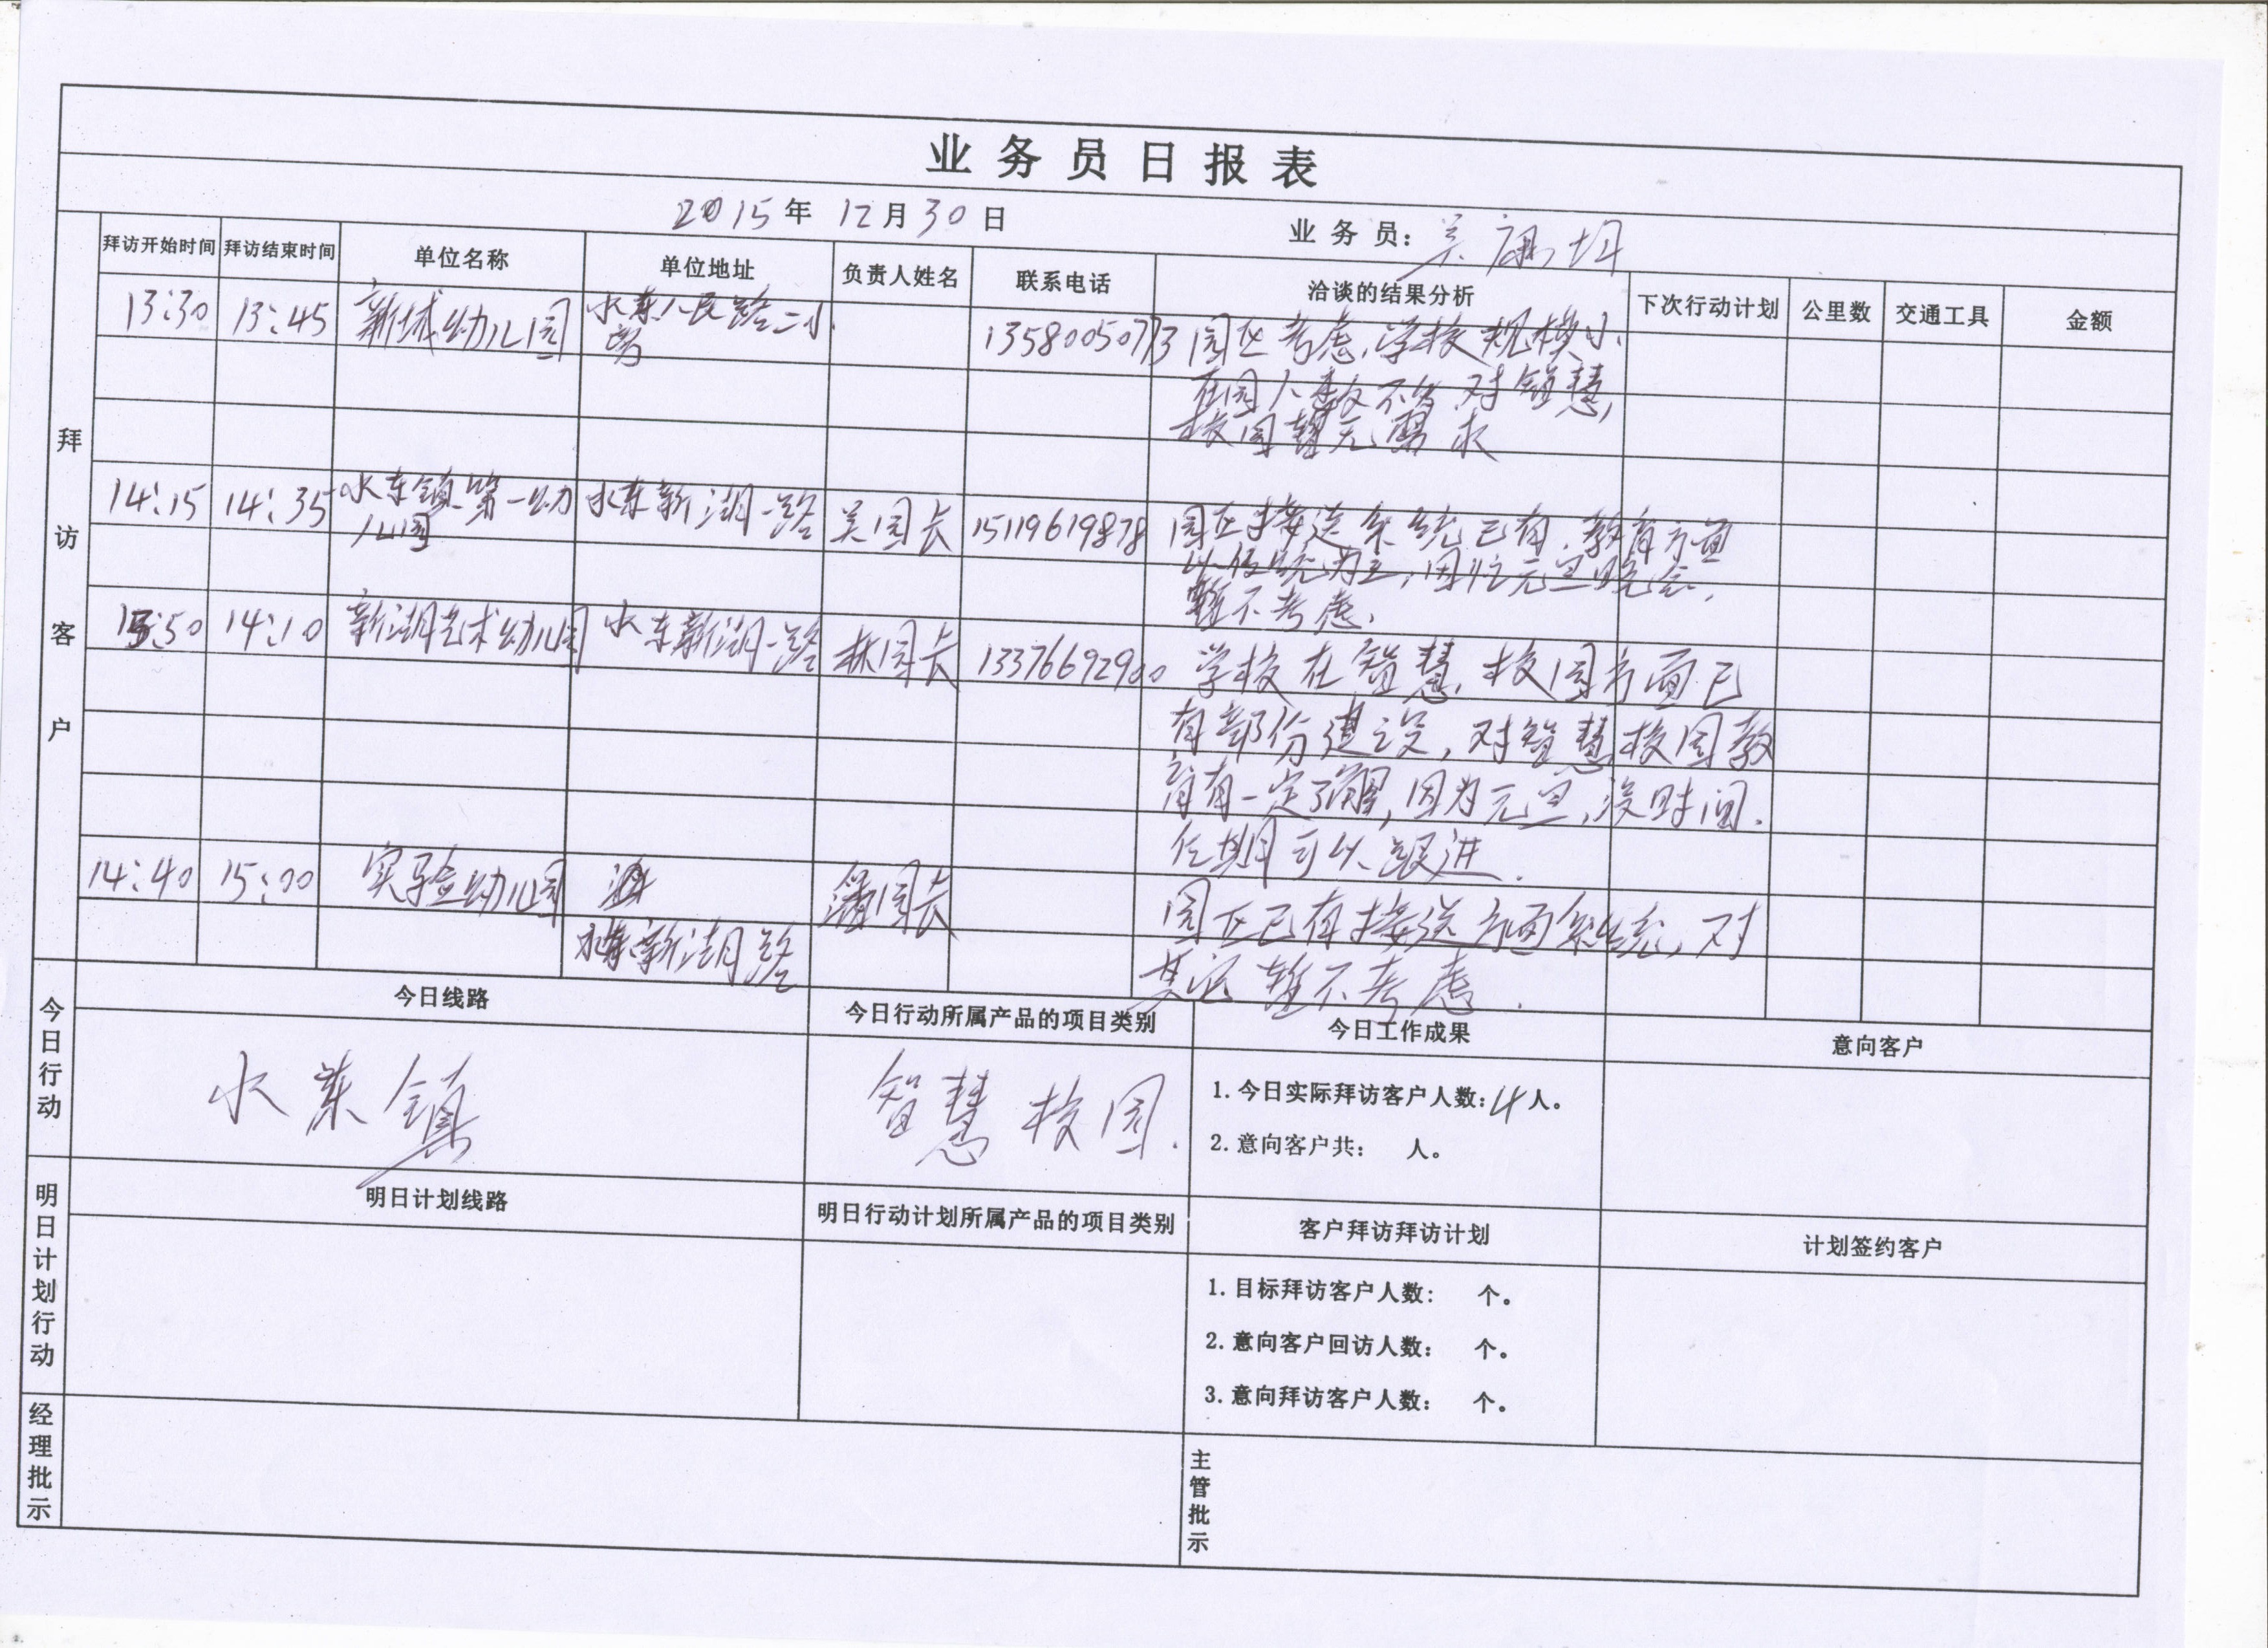 业务员日报表
2015年12月30日 业务员: 吴
拜访客户
拜访开始时间 拜访结束时间 单位名称 单位地址 负责人姓名 联系电话 洽谈的结果分析 下次行动计划 公里数 交通工具 金额
13:30 13:45 新城幼儿园 水东人民路二小 13580050773 园在考虑,学校规模小.
旁 在园人数不多,对智慧,
校园暂无需求
14:15 14:35 水东镇第一幼 水东新湖一路 吴园长 15119619878 园区接送系统已有.教育方面
儿园 以传统为主,因忙元旦晚会,
暂不考虑.
13:50 14:10 新湖艺术幼儿园 水东新湖一路 林园长 13376692900 学校在智慧,校园方面已
有部份建设,对智慧校园教
育有一定了解,因为元旦,没时间.
后期可以跟进.
14:40 15:00 实验幼儿园 潘园长 园区已有接送方面系统,对
水东新湖路 其它暂不考虑.
今日行动
今日线路 今日行动所属产品的项目类别 今日工作成果 意向客户
水东镇 智慧校园.
1.今日实际拜访客户人数:4人。
2.意向客户共: 人。
明日计划行动
明日计划线路 明日行动计划所属产品的项目类别 客户拜访拜访计划 计划签约客户
1.目标拜访客户人数: 个。
2.意向客户回访人数: 个。
3.意向拜访客户人数: 个。
经理批示
主管批示